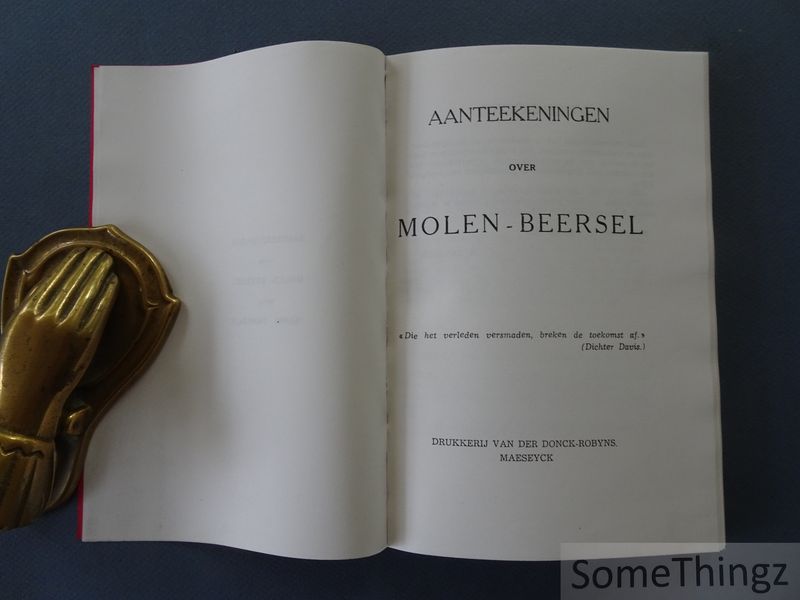 AANTEEKENINGEN
OVER
MOLEN-BEERSEL
«Die het verleden versmaden, breken de toekomst af.»
(Dichter Davis.)
DRUKKERIJ VAN DER DONCK-ROBYNS.
MAESEYCK
SomeThingz